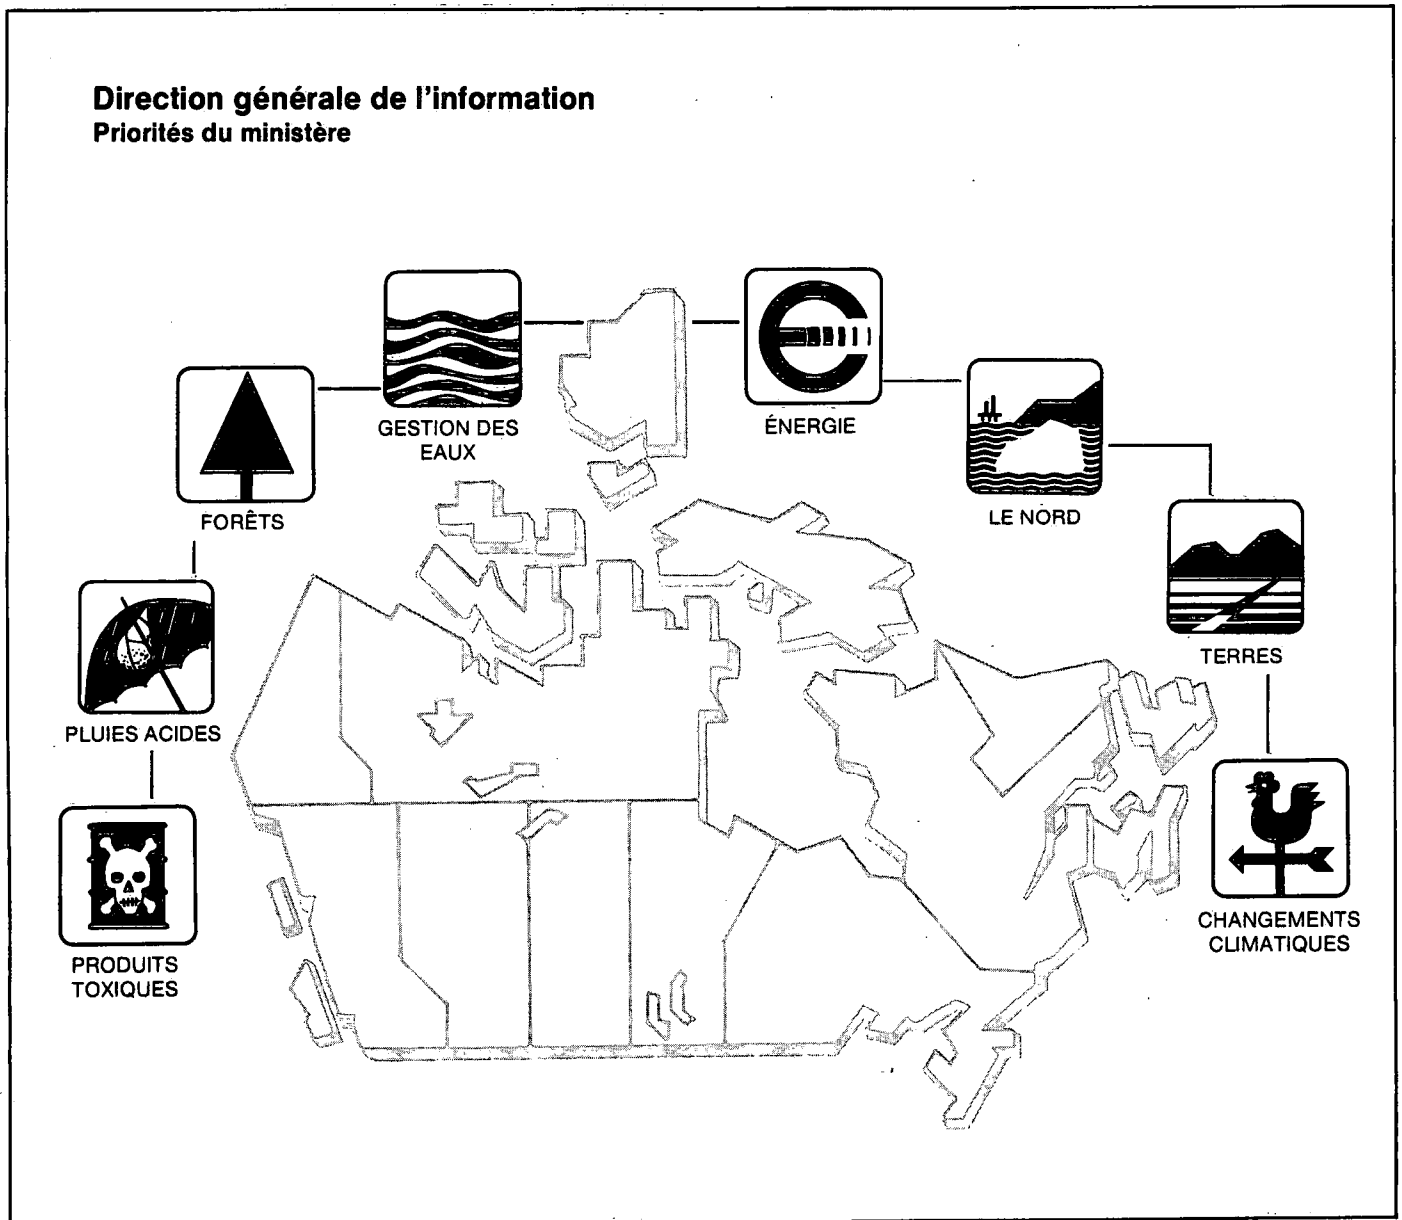 Direction générale de l'information
Priorités du ministère
GESTION DES
EAUX
ÉNERGIE
FORÊTS
LE NORD
PLUIES ACIDES
TERRES
PRODUITS
TOXIQUES
CHANGEMENTS
CLIMATIQUES